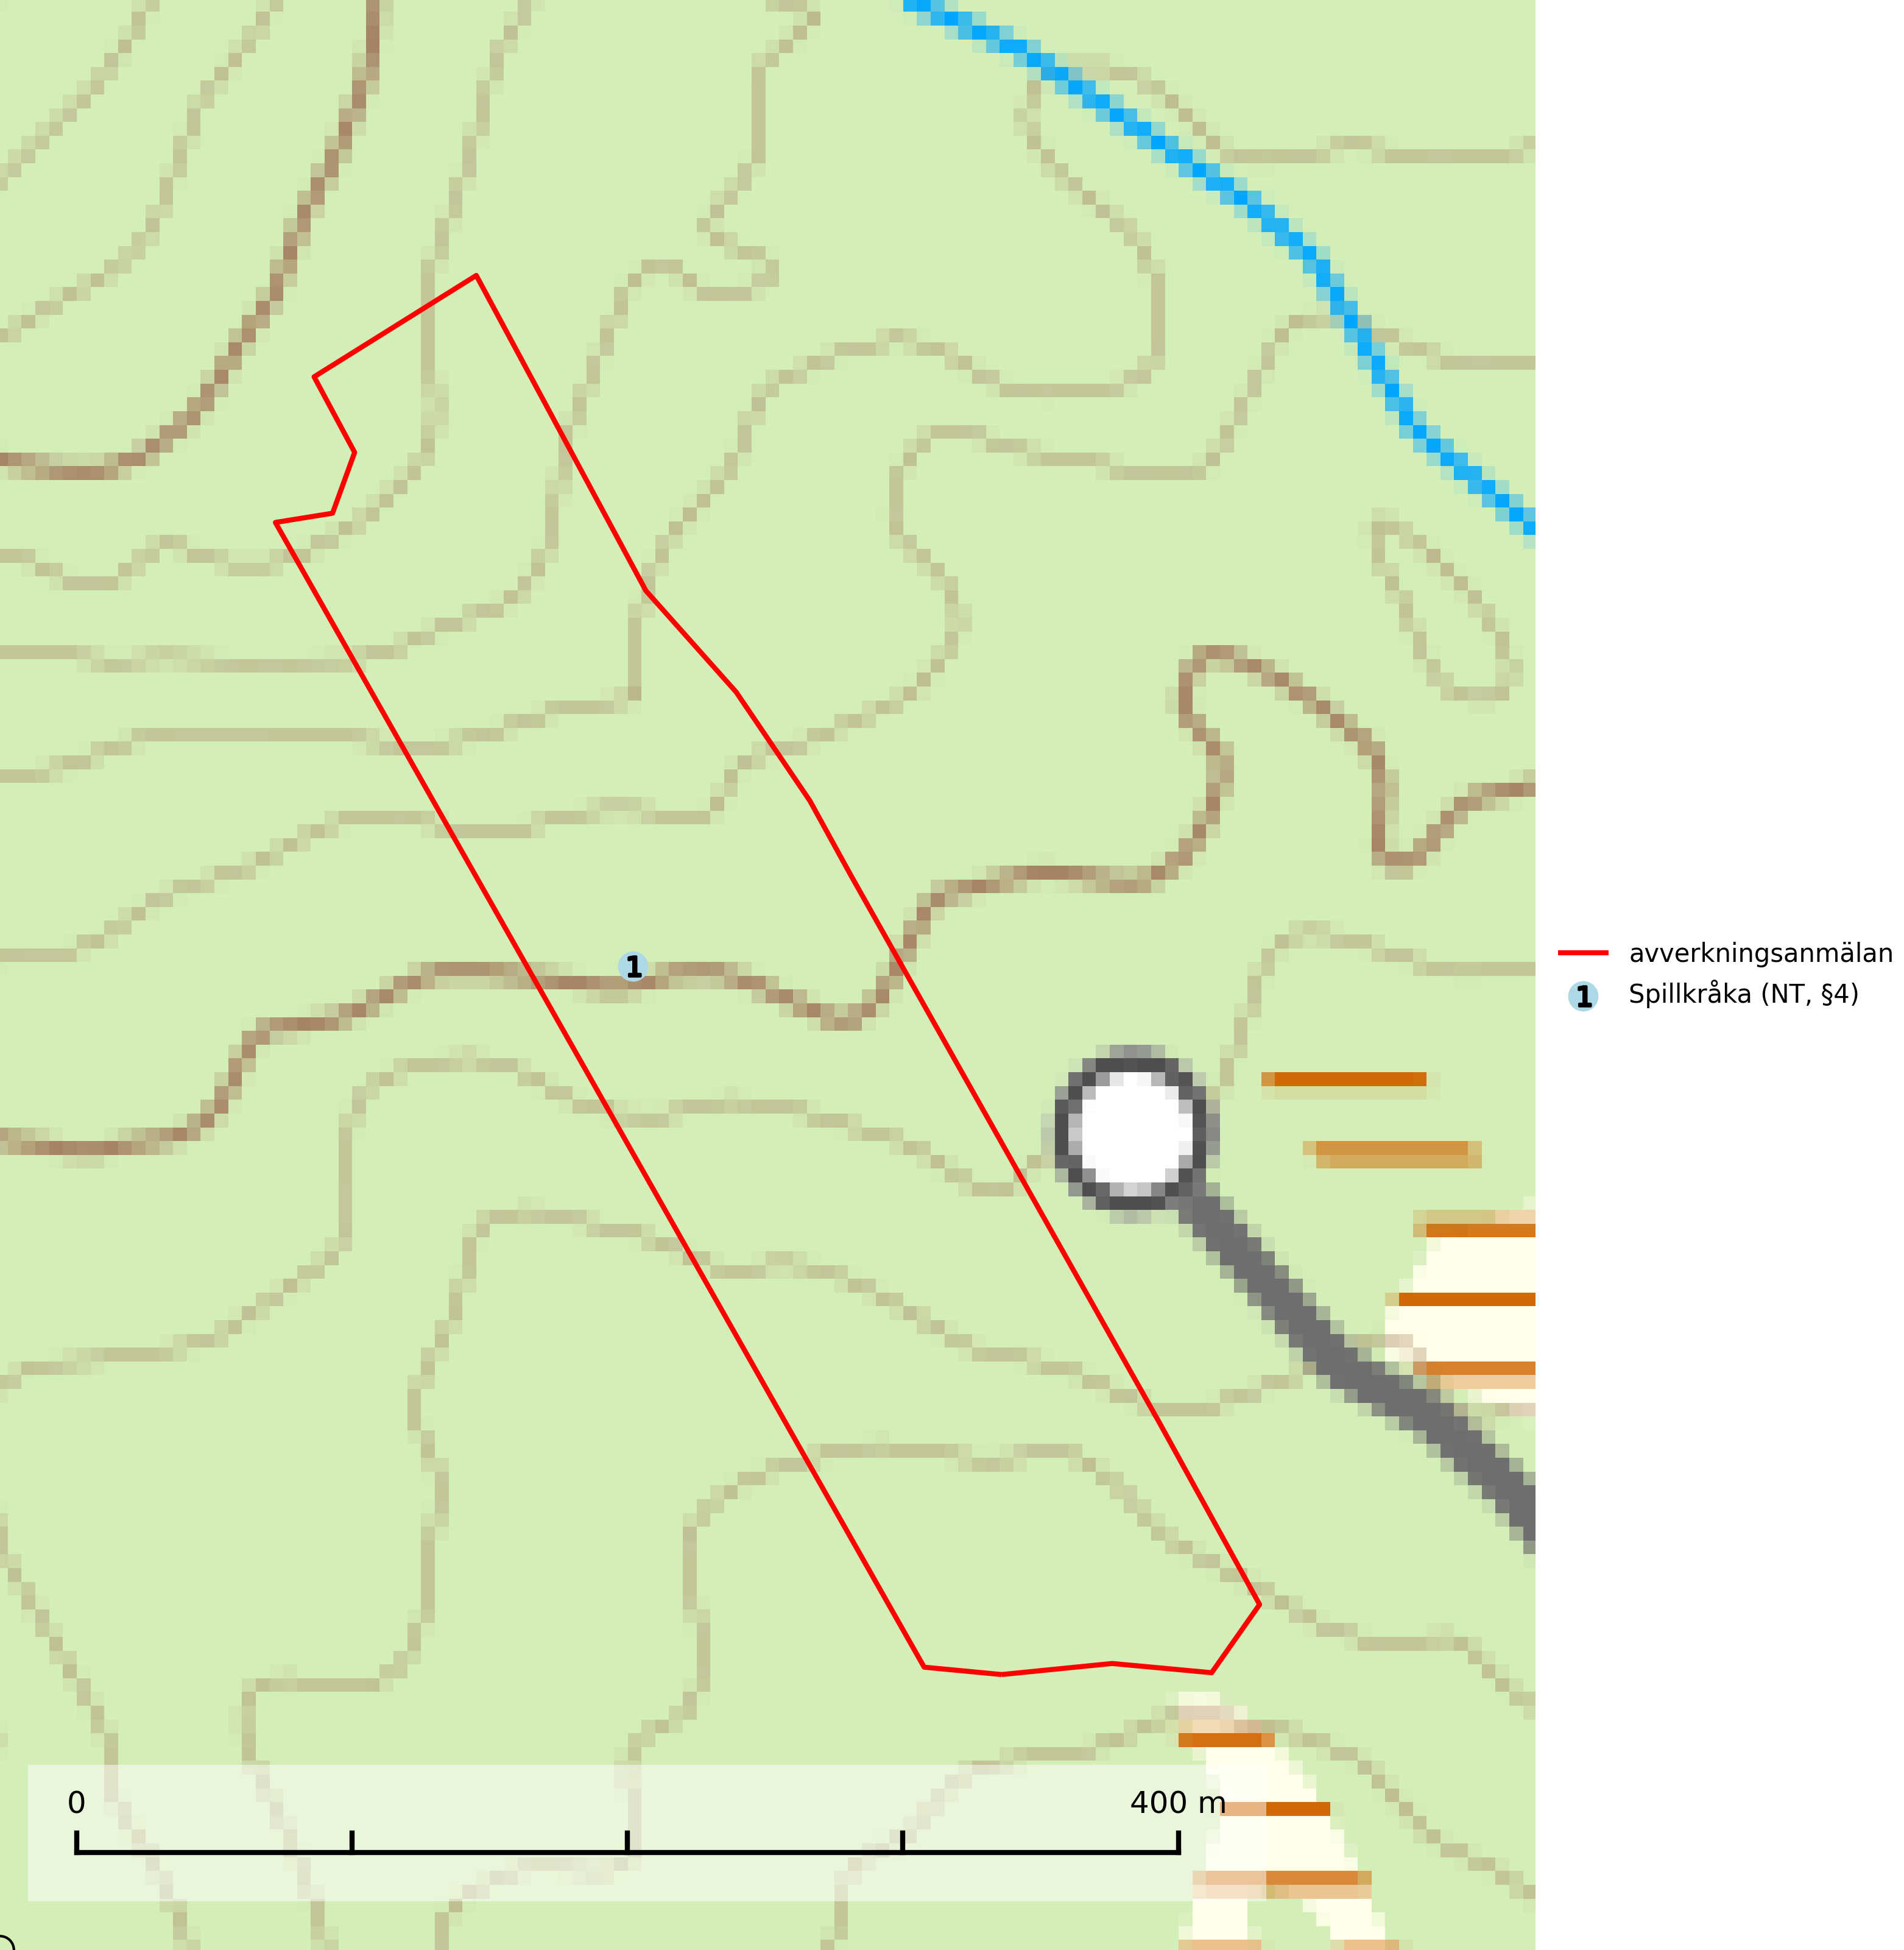 1
avverkningsanmälan
1 Spillkråka (NT, §4)
0 400 m